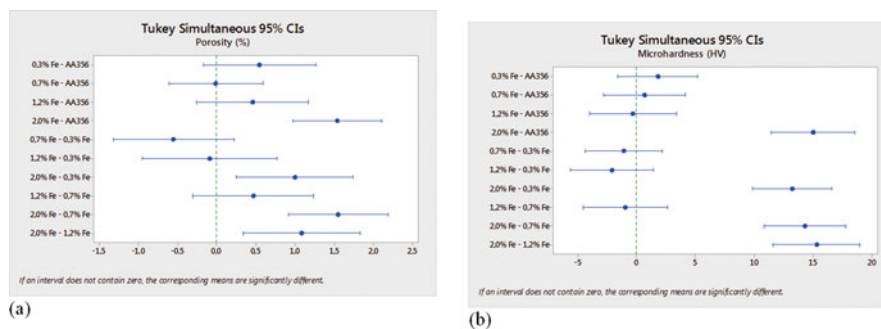 Tukey Simultaneous 95% CIs
Porosity (%)
0,3% Fe - AA356
0,7% Fe - AA356
1,2% Fe - AA356
2,0% Fe - AA356
0,7% Fe - 0,3% Fe
1,2% Fe - 0,3% Fe
2,0% Fe - 0,3% Fe
1,2% Fe - 0,7% Fe
2,0% Fe - 0,7% Fe
2,0% Fe - 1,2% Fe
-1,5 -1,0 -0,5 0,0 0,5 1,0 1,5 2,0 2,5
If an interval does not contain zero, the corresponding means are significantly different.
(a)
Tukey Simultaneous 95% CIs
Microhardness (HV)
0,3% Fe - AA356
0,7% Fe - AA356
1,2% Fe - AA356
2,0% Fe - AA356
0,7% Fe - 0,3% Fe
1,2% Fe - 0,3% Fe
2,0% Fe - 0,3% Fe
1,2% Fe - 0,7% Fe
2,0% Fe - 0,7% Fe
2,0% Fe - 1,2% Fe
-5 0 5 10 15 20
If an interval does not contain zero, the corresponding means are significantly different.
(b)